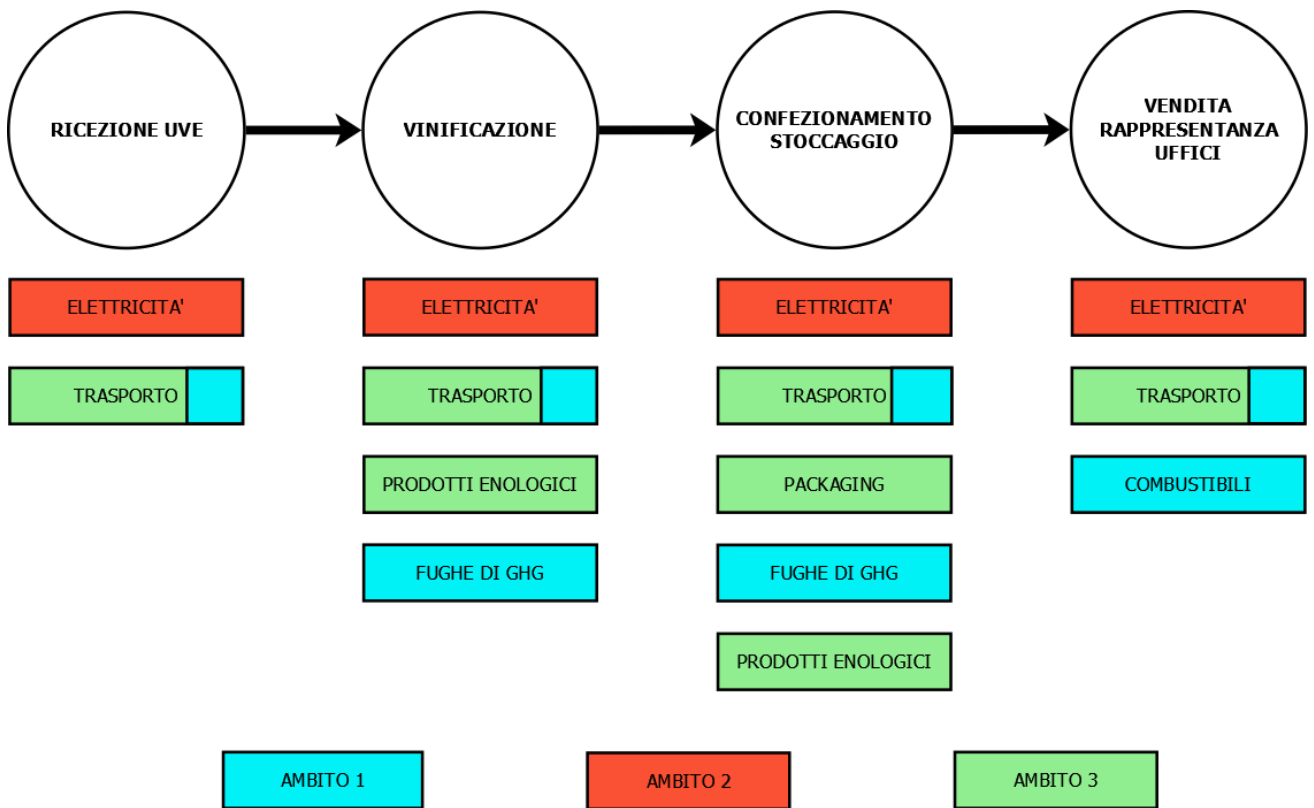 RICEZIONE UVE
VINIFICAZIONE
CONFEZIONAMENTO
STOCCAGGIO
VENDITA
RAPPRESENTANZA
UFFICI
ELETTRICITA'
ELETTRICITA'
ELETTRICITA'
ELETTRICITA'
TRASPORTO
TRASPORTO
TRASPORTO
TRASPORTO
PRODOTTI ENOLOGICI
PACKAGING
COMBUSTIBILI
FUGHE DI GHG
FUGHE DI GHG
PRODOTTI ENOLOGICI
AMBITO 1
AMBITO 2
AMBITO 3